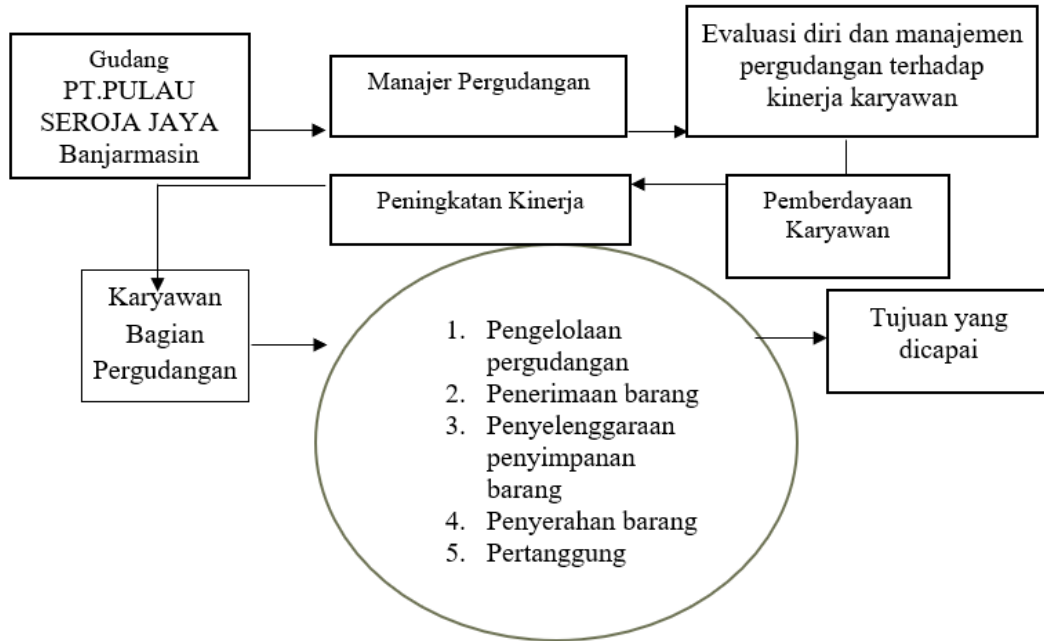 Gudang
PT.PULAU
SEROJA JAYA
Banjarmasin
Manajer Pergudangan
Evaluasi diri dan manajemen
pergudangan terhadap
kinerja karyawan
Peningkatan Kinerja
Pemberdayaan
Karyawan
Karyawan
Bagian
Pergudangan
1. Pengelolaan
pergudangan
2. Penerimaan barang
3. Penyelenggaraan
penyimpanan
barang
4. Penyerahan barang
5. Pertanggung
Tujuan yang
dicapai